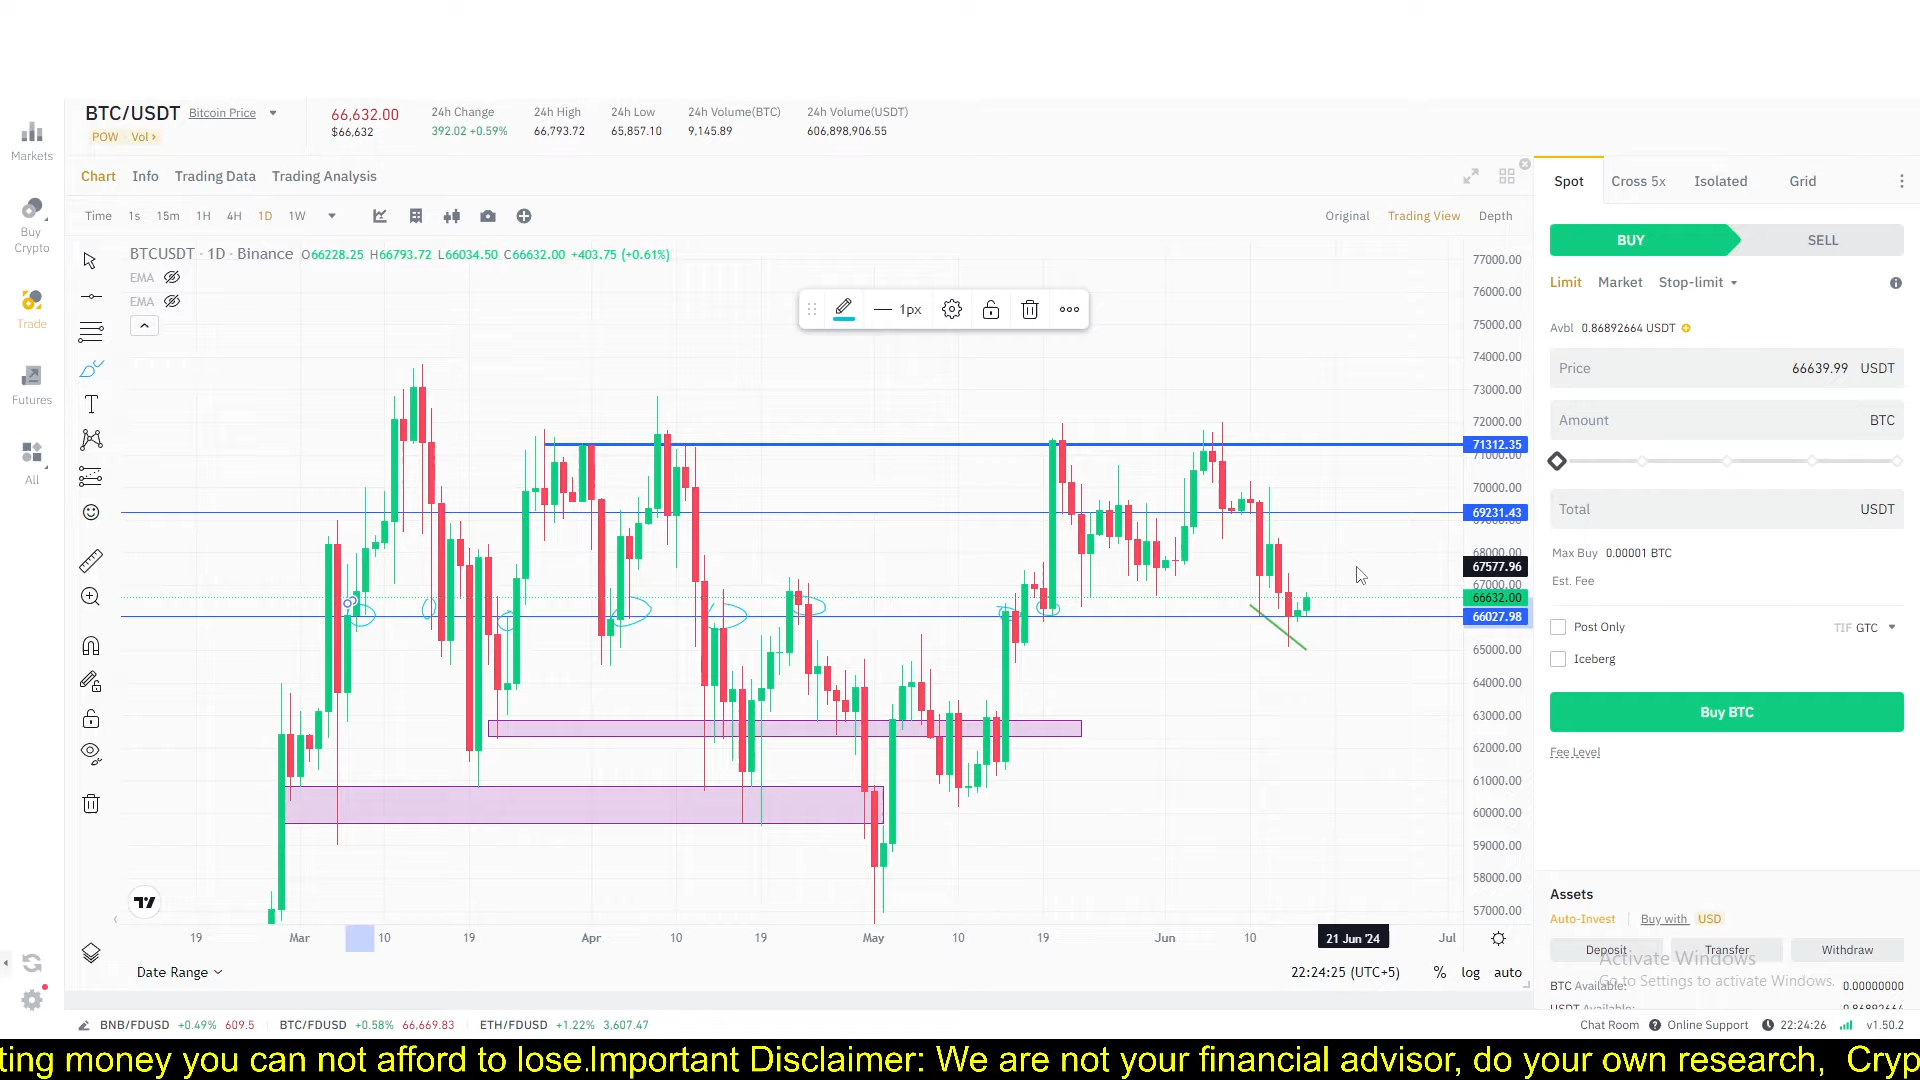 BTC/USDT Bitcoin Price
POW · Vol ›
66,632.00
$66,632
24h Change
392.02 +0.59%
24h High
66,793.72
24h Low
65,857.10
24h Volume(BTC)
9,145.89
24h Volume(USDT)
606,898,906.55
Markets
Buy
Crypto
Trade
Futures
All
Chart Info Trading Data Trading Analysis
Time 1s 15m 1H 4H 1D 1W
Original Trading View Depth
BTCUSDT · 1D · Binance O66228.25 H66793.72 L66034.50 C66632.00 +403.75 (+0.61%)
EMA
EMA
1px
77000.00
76000.00
75000.00
74000.00
73000.00
72000.00
71312.35
71000.00
70000.00
69231.43
69000.00
68000.00
67577.96
67000.00
66632.00
66027.98
65000.00
64000.00
63000.00
62000.00
61000.00
60000.00
59000.00
58000.00
57000.00
19 Mar 10 19 Apr 10 19 May 10 19 Jun 10 21 Jun '24 Jul
Date Range
22:24:25 (UTC+5) % log auto
Spot Cross 5x Isolated Grid
BUY SELL
Limit Market Stop-limit
Avbl 0.86892664 USDT
Price 66639.99 USDT
Amount BTC
Total USDT
Max Buy 0.00001 BTC
Est. Fee
Post Only TIF GTC
Iceberg
Buy BTC
Fee Level
Assets
Auto-Invest Buy with USD
Deposit Transfer Withdraw
Activate Windows
Go to Settings to activate Windows.
BTC Available: 0.00000000
USDT Available: 0.86892664
BNB/FDUSD +0.49% 609.5 BTC/FDUSD +0.58% 66,669.83 ETH/FDUSD +1.22% 3,607.47
Chat Room Online Support 22:24:26 v1.50.2
ting money you can not afford to lose.Important Disclaimer: We are not your financial advisor, do your own research, Cryp